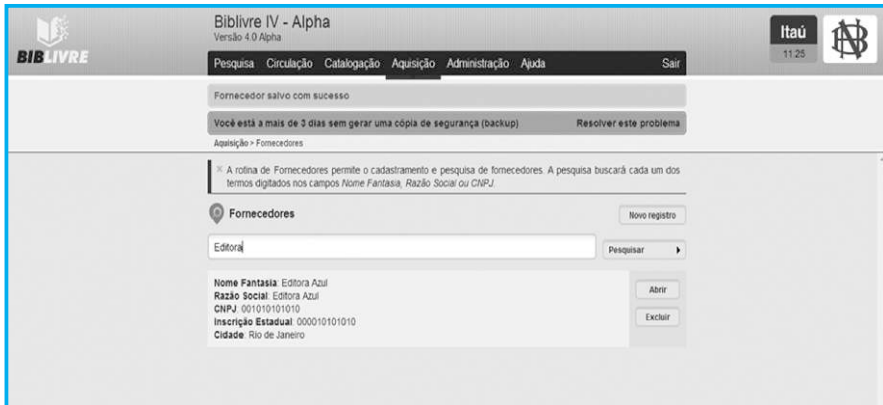 BIBLIVRE
Biblivre IV - Alpha
Versão 4.0 Alpha
Itaú
11:25
Pesquisa Circulação Catalogação Aquisição Administração Ajuda Sair
Fornecedor salvo com sucesso
Você está a mais de 3 dias sem gerar uma cópia de segurança (backup) Resolver este problema
Aquisição > Fornecedores
× A rotina de Fornecedores permite o cadastramento e pesquisa de fornecedores. A pesquisa buscará cada um dos
termos digitados nos campos Nome Fantasia, Razão Social ou CNPJ.
Fornecedores Novo registro
Editora Pesquisar
Nome Fantasia: Editora Azul
Razão Social: Editora Azul
CNPJ: 001010101010
Inscrição Estadual: 000010101010
Cidade: Rio de Janeiro
Abrir
Excluir